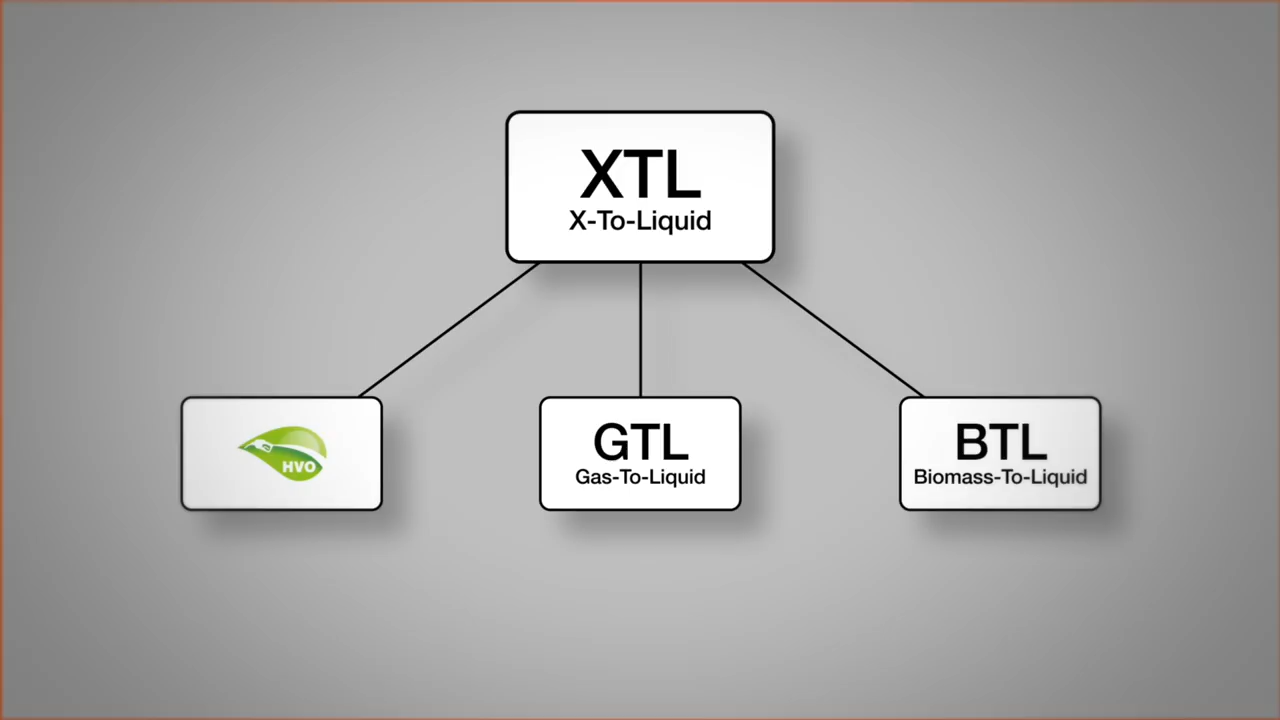 XTL
X-To-Liquid
HVO
GTL
Gas-To-Liquid
BTL
Biomass-To-Liquid